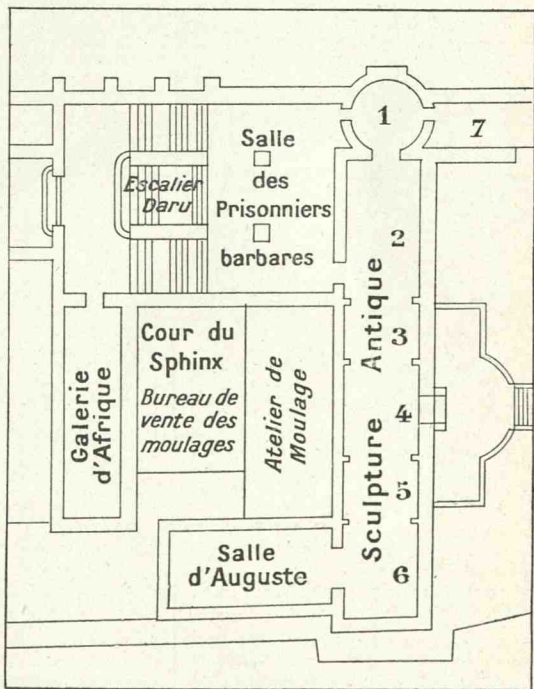 1
7
Salle
des
Prisonniers
barbares
Escalier
Daru
2
3
4
5
6
Sculpture Antique
Cour du
Sphinx
Bureau de
vente des
moulages
Atelier de
Moulage
Galerie
d'Afrique
Salle
d'Auguste